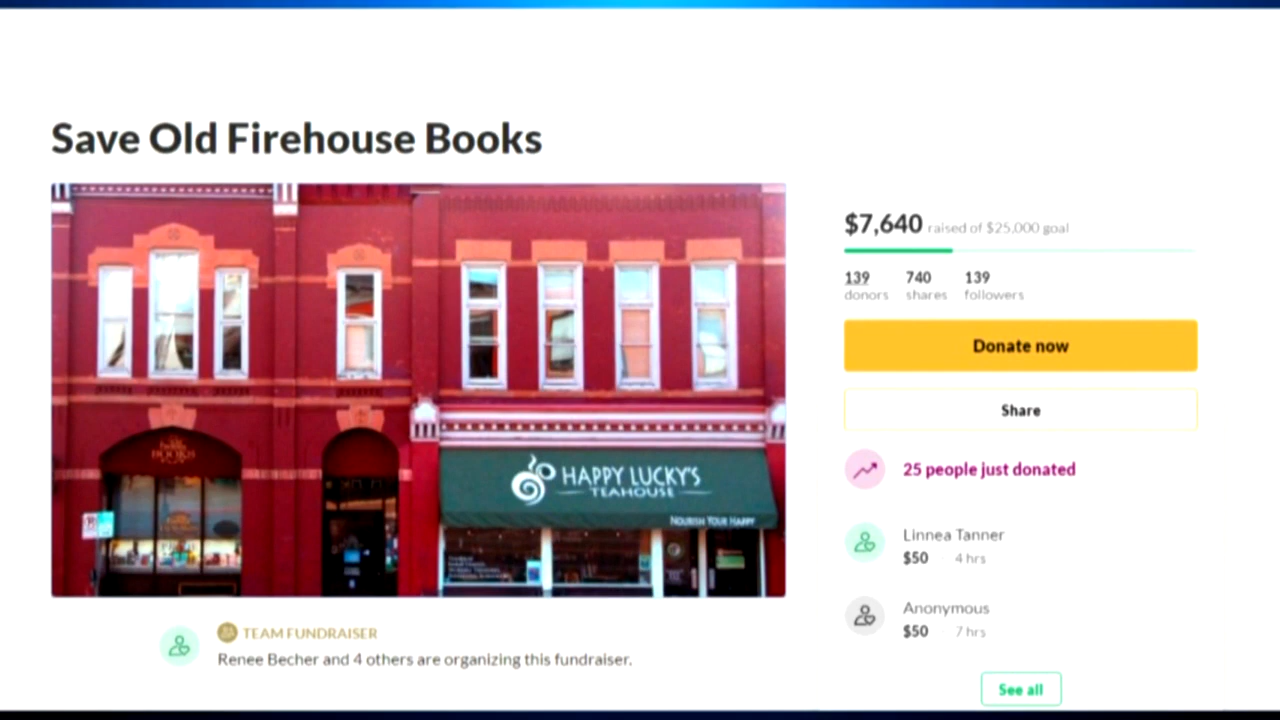 Save Old Firehouse Books
BOOKS
HAPPY LUCKY'S
TEAHOUSE
NOURISH YOUR HAPPY
TEAM FUNDRAISER
Renee Becher and 4 others are organizing this fundraiser.
$7,640 raised of $25,000 goal
139 740 139
donors shares followers
Donate now
Share
25 people just donated
Linnea Tanner
$50 · 4 hrs
Anonymous
$50 · 7 hrs
See all